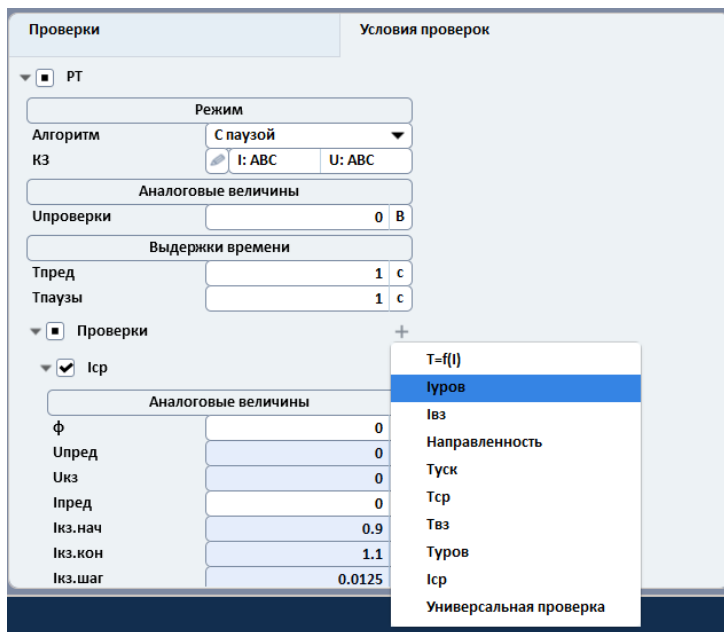 Проверки Условия проверок
РТ
Режим
Алгоритм С паузой
КЗ I: ABC U: ABC
Аналоговые величины
Uпроверки 0 В
Выдержки времени
Тпред 1 с
Тпаузы 1 с
Проверки +
Iср
Аналоговые величины
ф 0
Uпред 0
Uкз 0
Iпред 0
Iкз.нач 0.9
Iкз.кон 1.1
Iкз.шаг 0.0125
T=f(I)
Iуров
Iвз
Направленность
Туск
Тср
Твз
Туров
Iср
Универсальная проверка